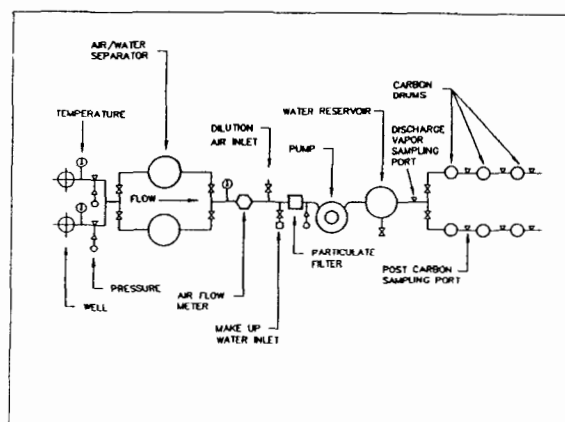 AIR/WATER
SEPARATOR
TEMPERATURE
DILUTION
AIR INLET
WATER RESERVOIR
PUMP
CARBON
DRUMS
DISCHARGE
VAPOR
SAMPLING
PORT
FLOW
PRESSURE
WELL
AIR FLOW
METER
MAKE UP
WATER INLET
PARTICULATE
FILTER
POST CARBON
SAMPLING PORT